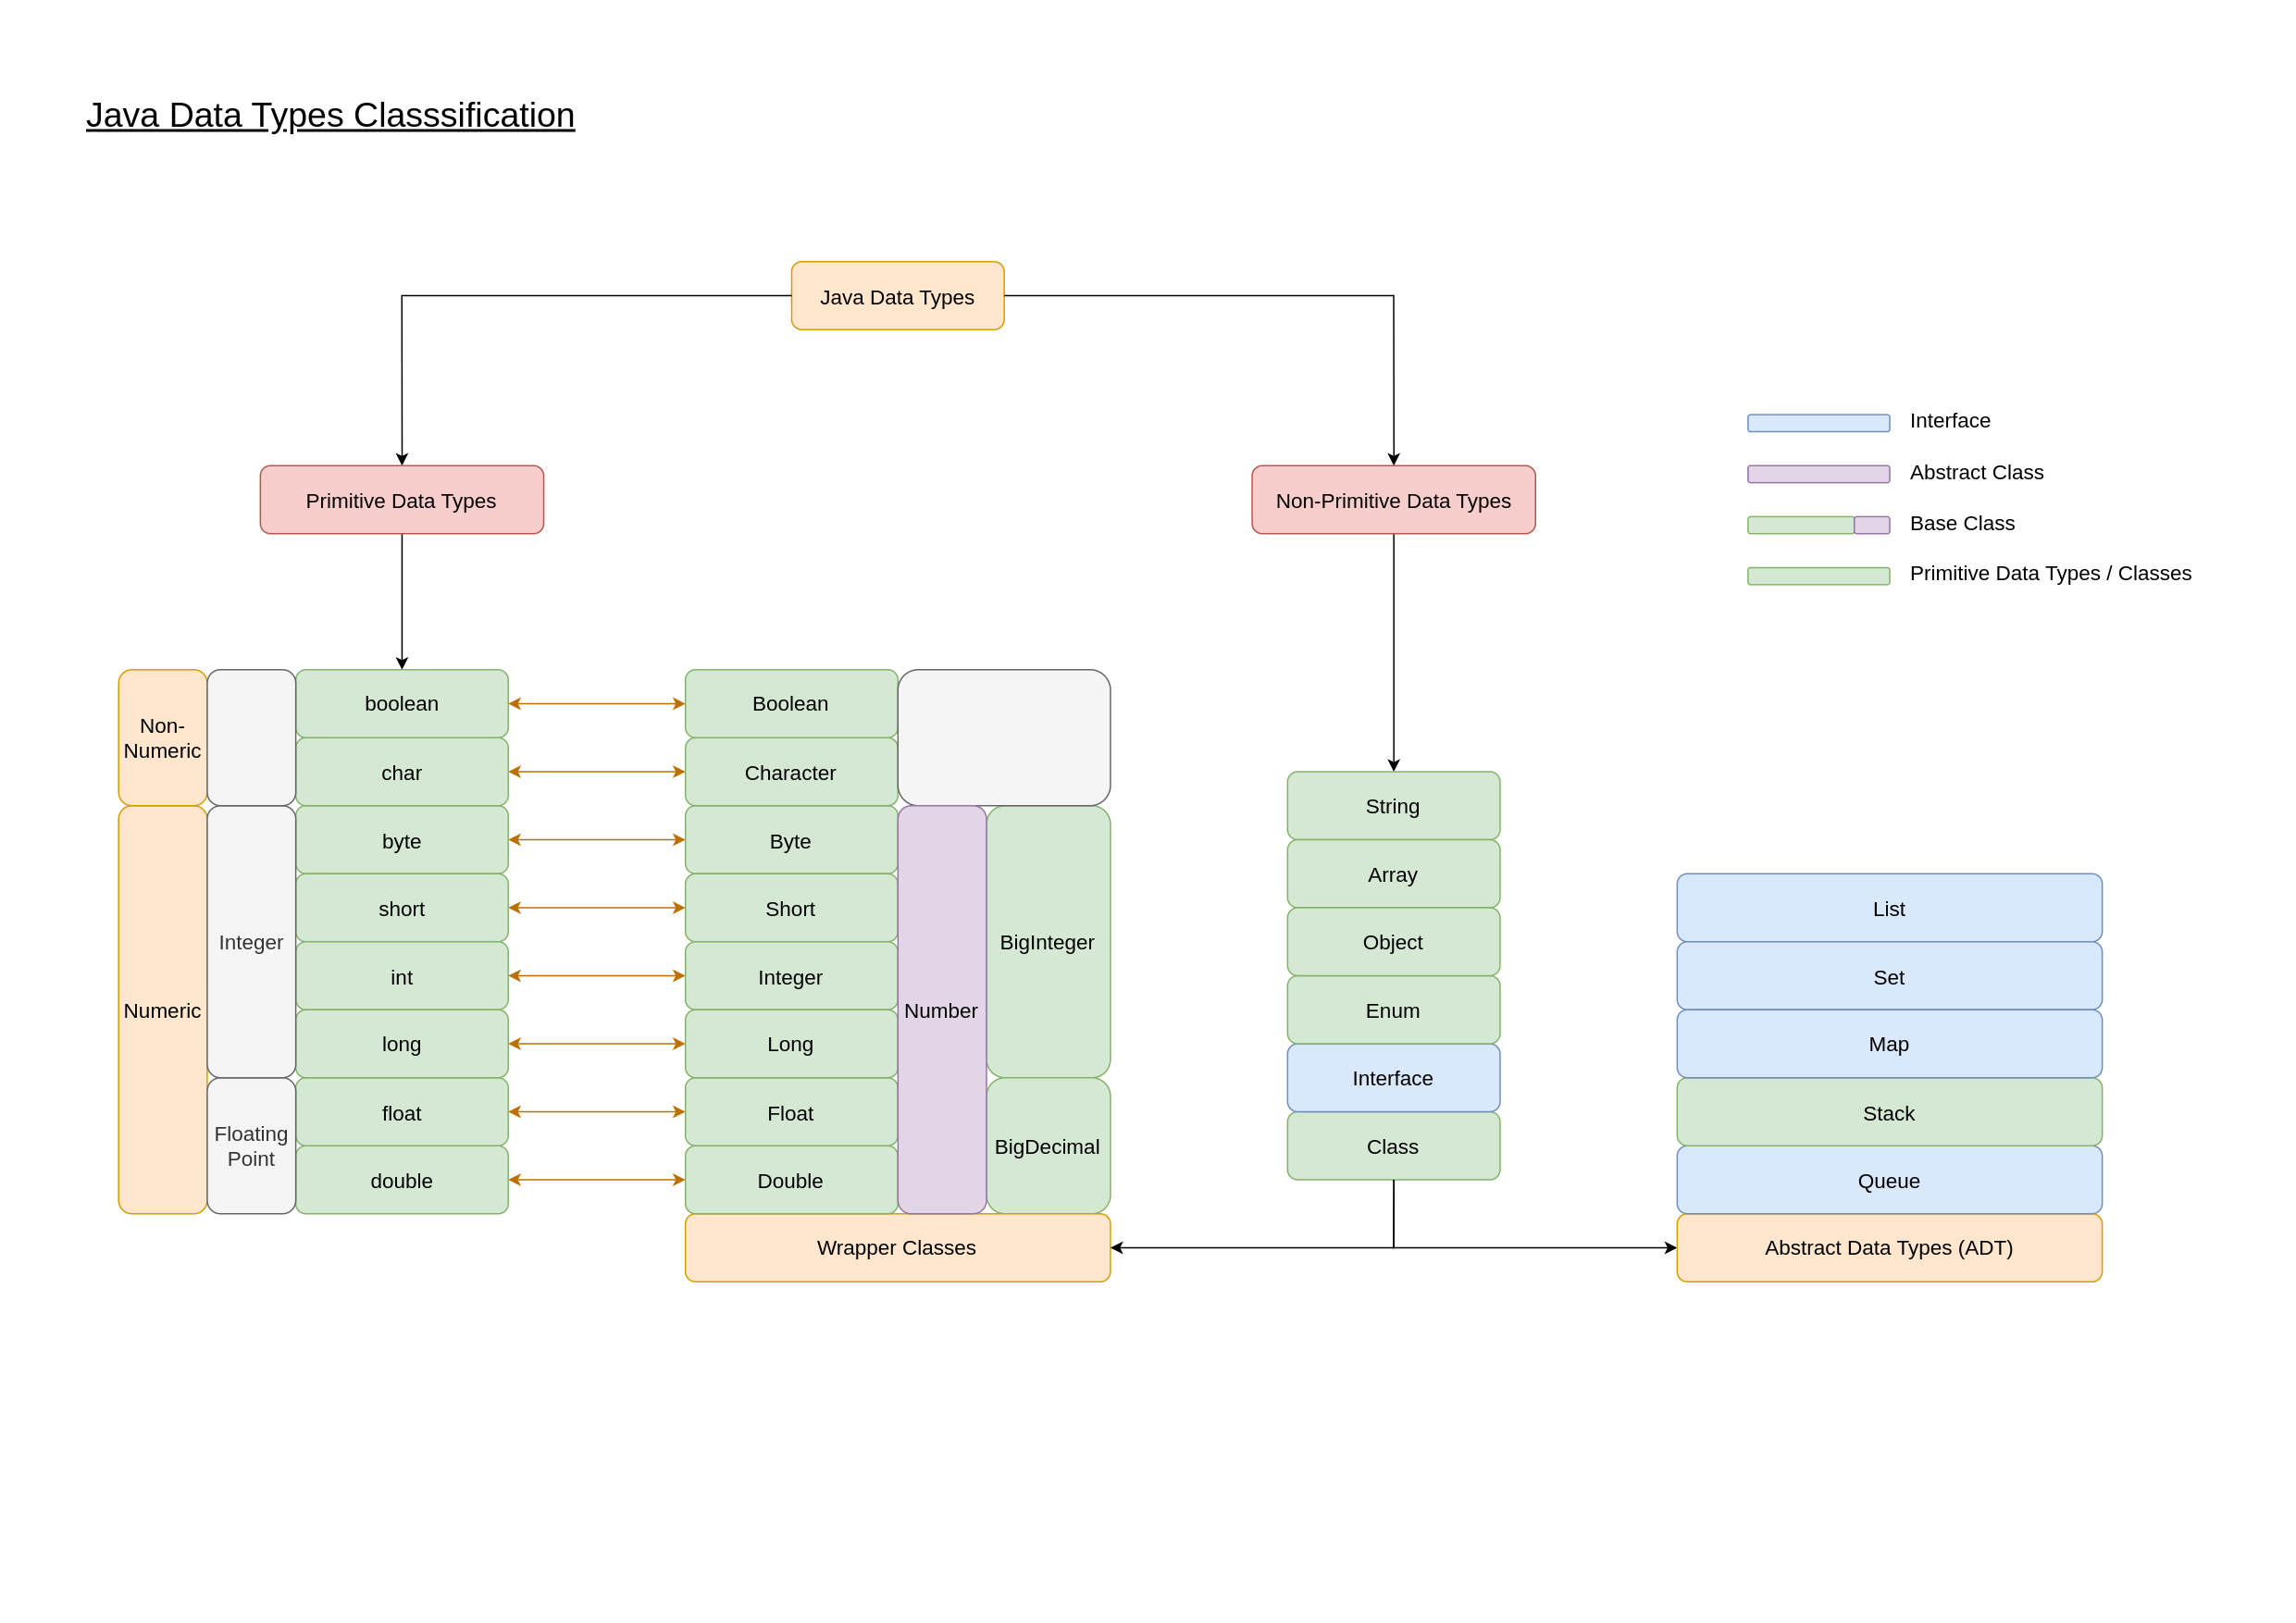 Java Data Types Classsification
Java Data Types
Primitive Data Types
Non-Primitive Data Types
Interface
Abstract Class
Base Class
Primitive Data Types / Classes
Non-
Numeric
Numeric
Integer
Floating
Point
boolean
char
byte
short
int
long
float
double
Boolean
Character
Byte
Short
Integer
Long
Float
Double
Number
BigInteger
BigDecimal
Wrapper Classes
String
Array
Object
Enum
Interface
Class
List
Set
Map
Stack
Queue
Abstract Data Types (ADT)